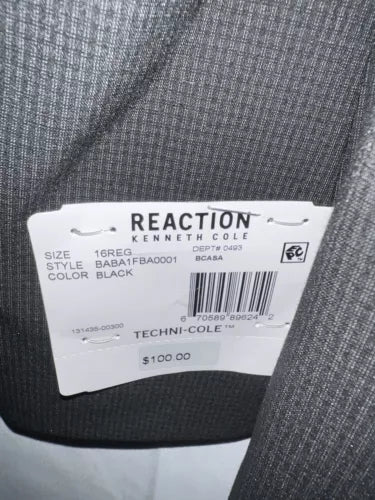 REACTION
KENNETH COLE
SIZE 16REG DEPT# 0493
STYLE BABA1FBA0001 BCASA
COLOR BLACK
6 70589 89624 2
131436-00300
TECHNI-COLE™
$100.00